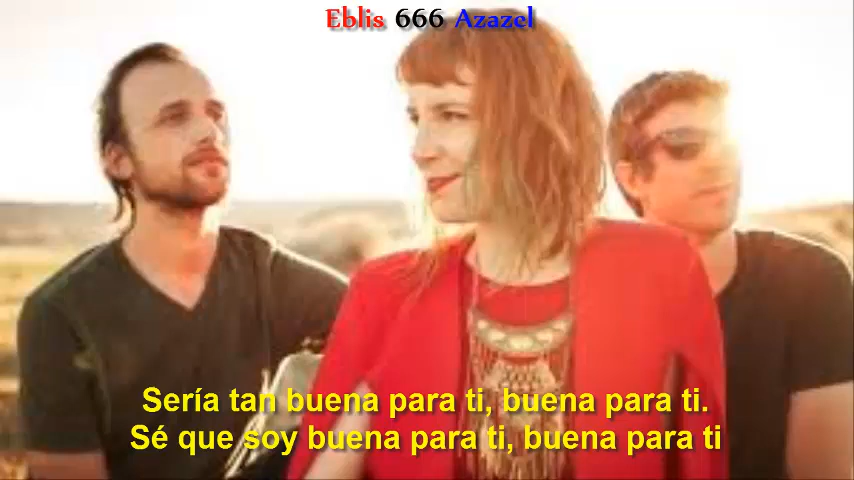 Eblis 666 Azazel
Sería tan buena para ti, buena para ti.
Sé que soy buena para ti, buena para ti